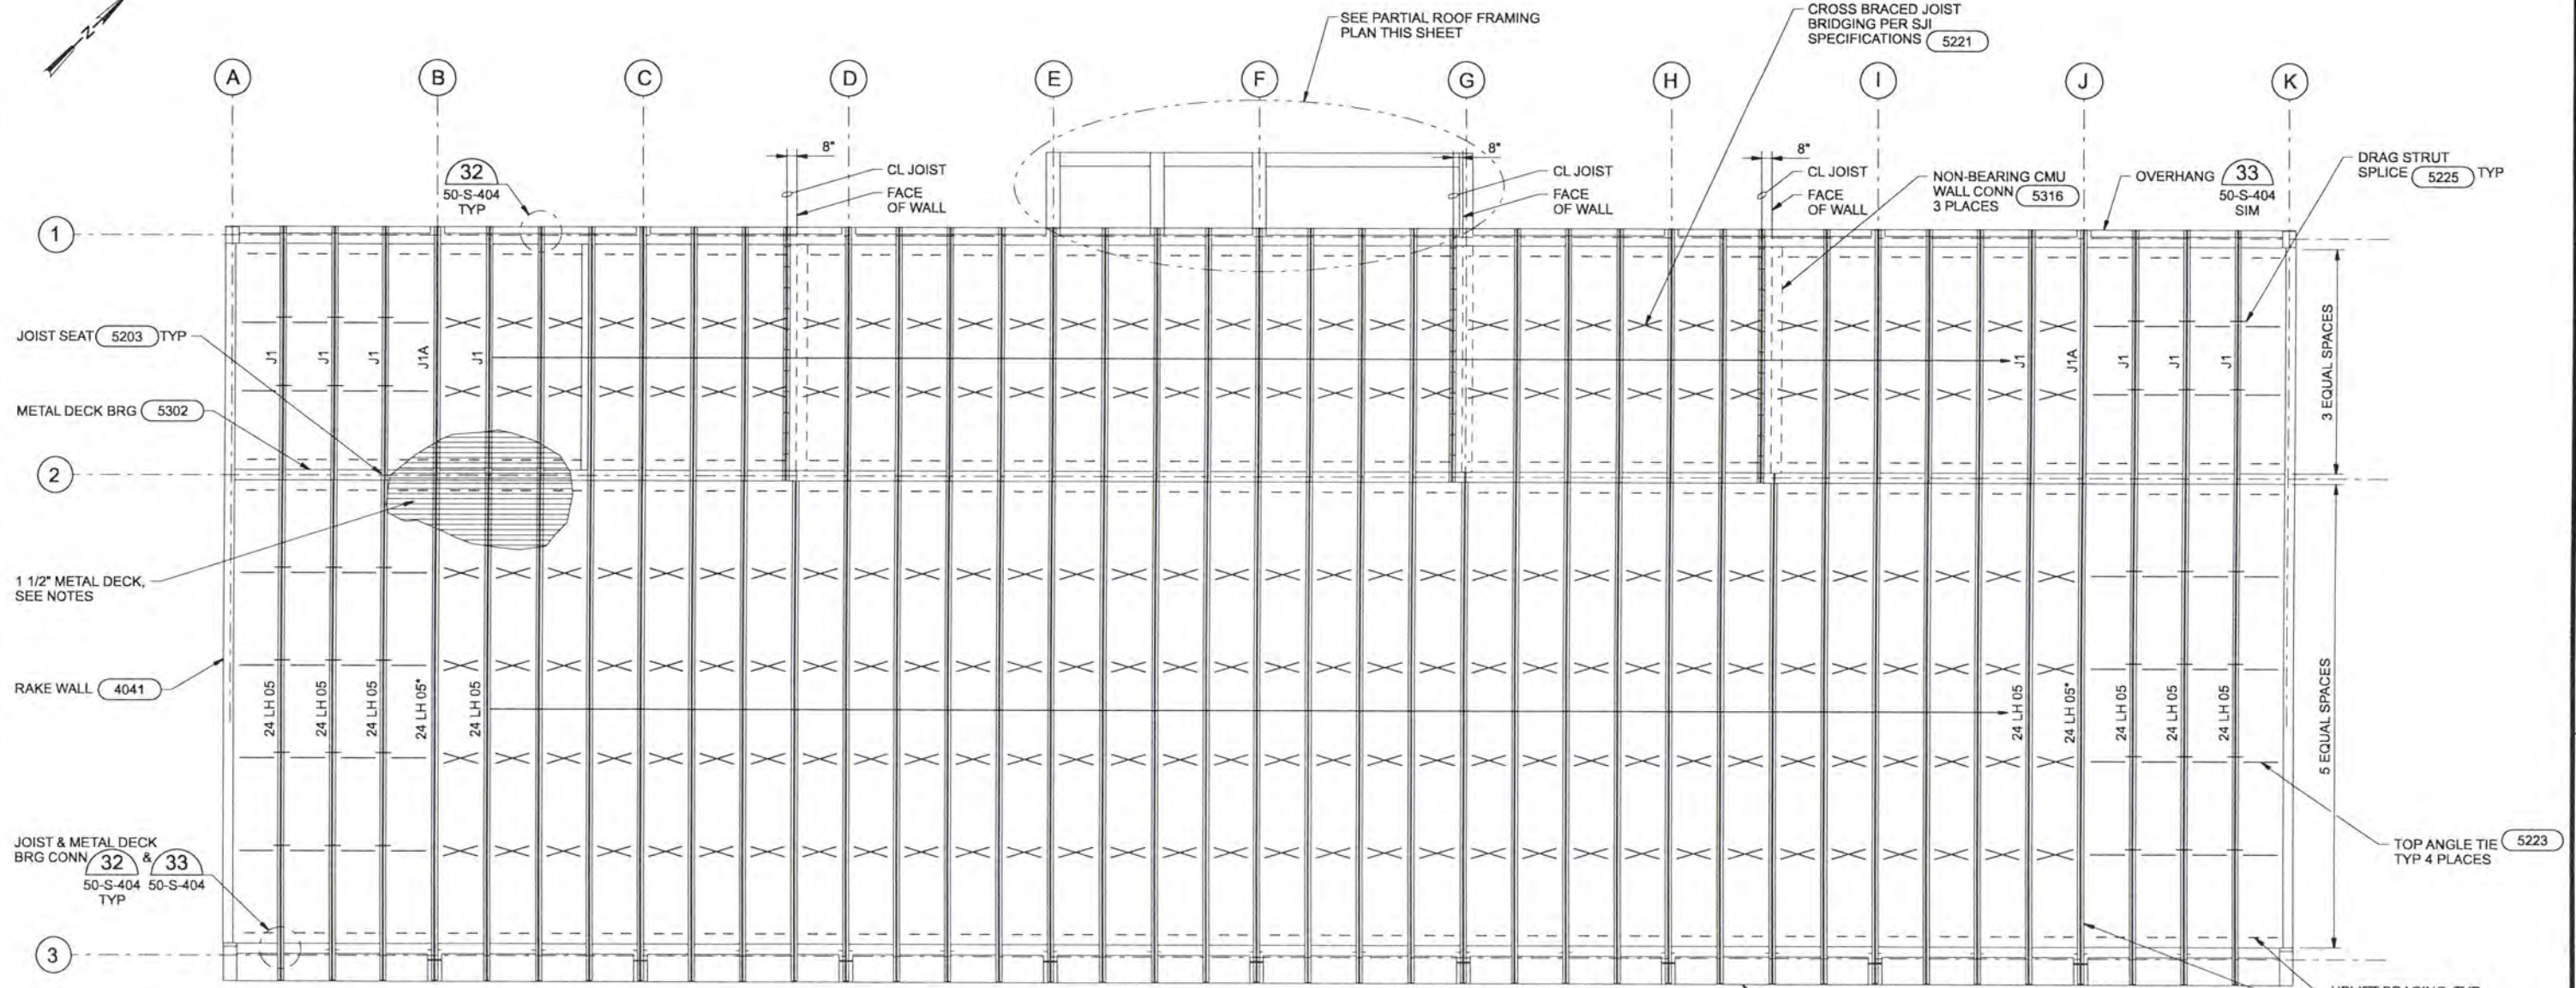 N
SEE PARTIAL ROOF FRAMING
PLAN THIS SHEET
CROSS BRACED JOIST
BRIDGING PER SJI
SPECIFICATIONS 5221
A
B
C
D
E
F
G
H
I
J
K
32
50-S-404
TYP
8"
CL JOIST
FACE
OF WALL
8"
CL JOIST
FACE
OF WALL
8"
CL JOIST
FACE
OF WALL
NON-BEARING CMU
WALL CONN 5316
3 PLACES
OVERHANG 33
50-S-404
SIM
DRAG STRUT
SPLICE 5225 TYP
1
JOIST SEAT 5203 TYP
J1
J1
J1
J1A
J1
J1
J1A
J1
J1
J1
3 EQUAL SPACES
METAL DECK BRG 5302
2
1 1/2" METAL DECK,
SEE NOTES
RAKE WALL 4041
24 LH 05
24 LH 05
24 LH 05
24 LH 05*
24 LH 05
24 LH 05
24 LH 05*
24 LH 05
24 LH 05
24 LH 05
5 EQUAL SPACES
JOIST & METAL DECK
BRG CONN 32 & 33
50-S-404 50-S-404
TYP
TOP ANGLE TIE 5223
TYP 4 PLACES
3